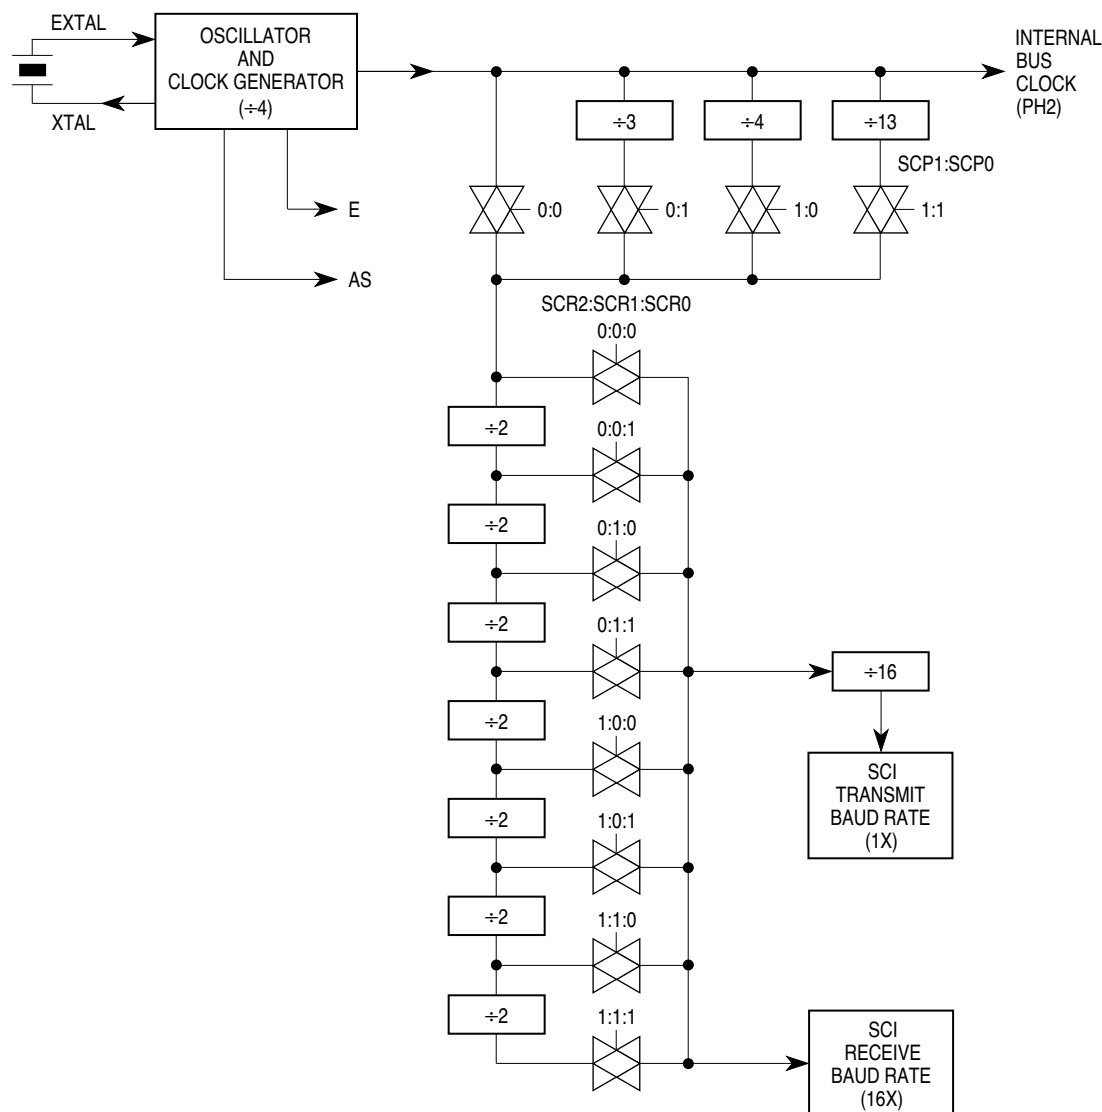 EXTAL
XTAL
OSCILLATOR
AND
CLOCK GENERATOR
(÷4)
INTERNAL
BUS
CLOCK
(PH2)
÷3
÷4
÷13
SCP1:SCP0
0:0
0:1
1:0
1:1
E
AS
SCR2:SCR1:SCR0
0:0:0
÷2
0:0:1
÷2
0:1:0
÷2
0:1:1
÷16
÷2
1:0:0
SCI
TRANSMIT
BAUD RATE
(1X)
÷2
1:0:1
÷2
1:1:0
÷2
1:1:1
SCI
RECEIVE
BAUD RATE
(16X)